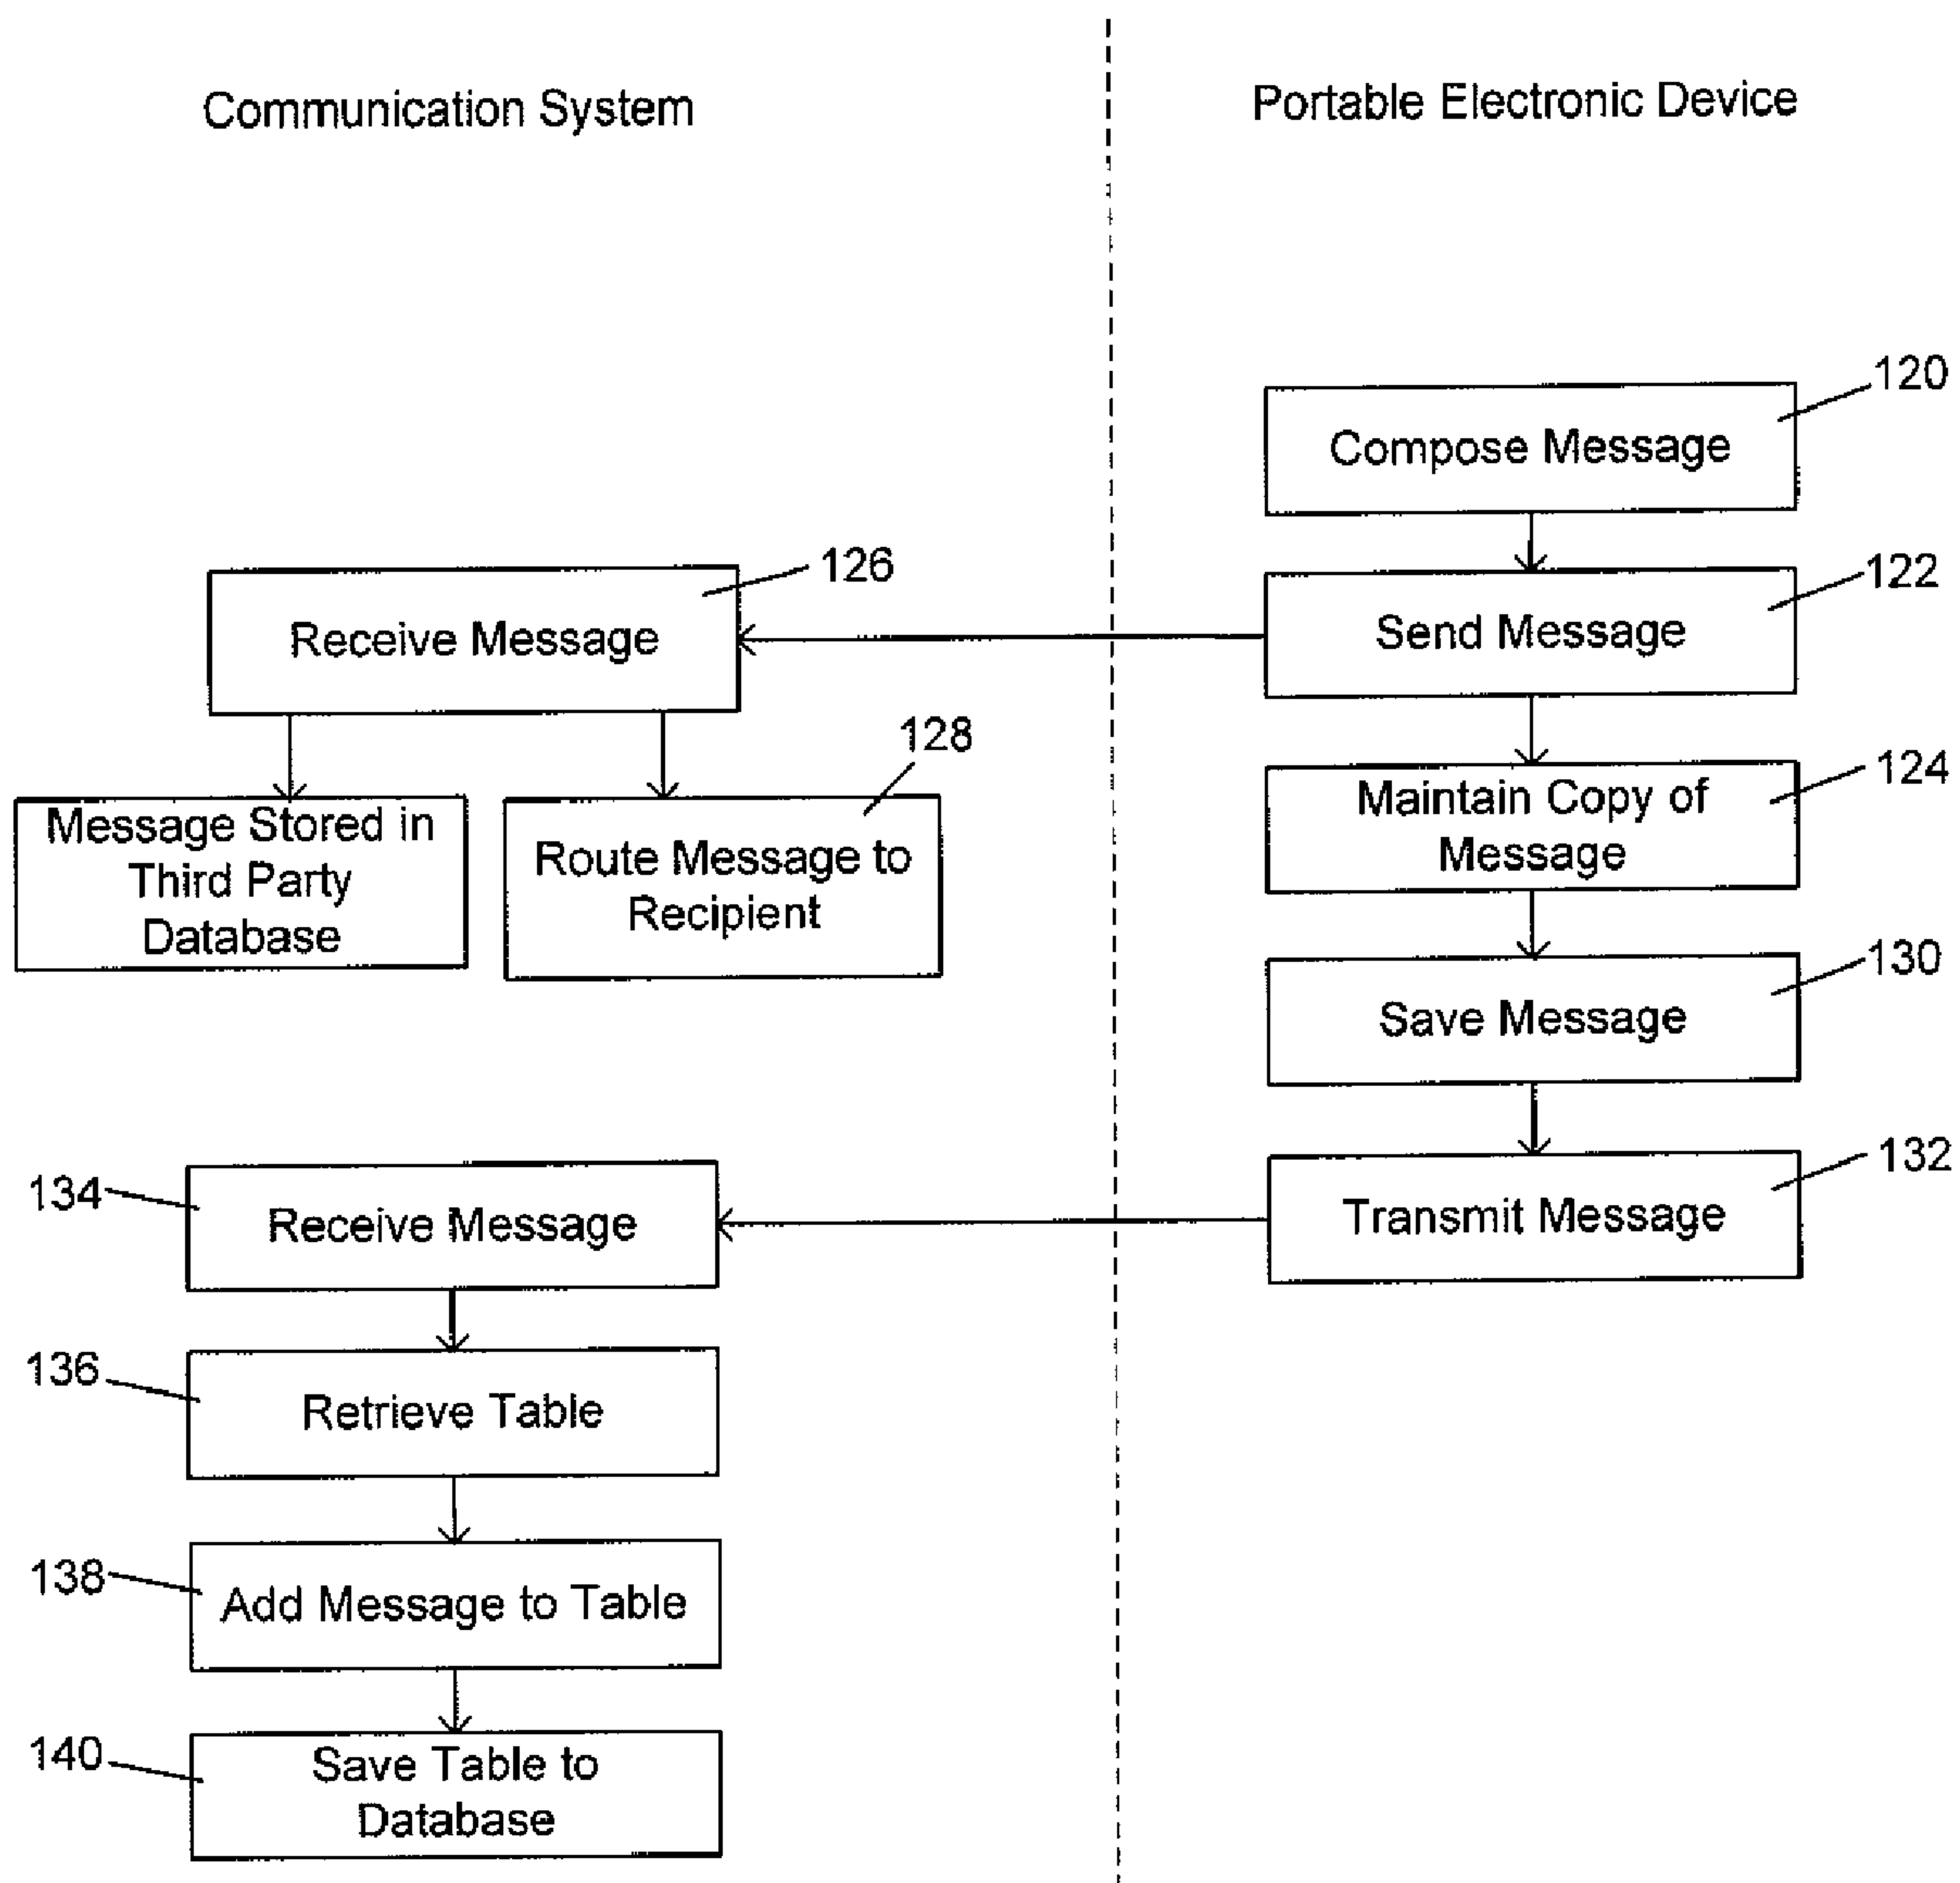 Communication System
Portable Electronic Device
120
Compose Message
126
122
Receive Message
Send Message
128
124
Message Stored in
Third Party
Database
Route Message to
Recipient
Maintain Copy of
Message
130
Save Message
134
132
Receive Message
Transmit Message
136
Retrieve Table
138
Add Message to Table
140
Save Table to
Database